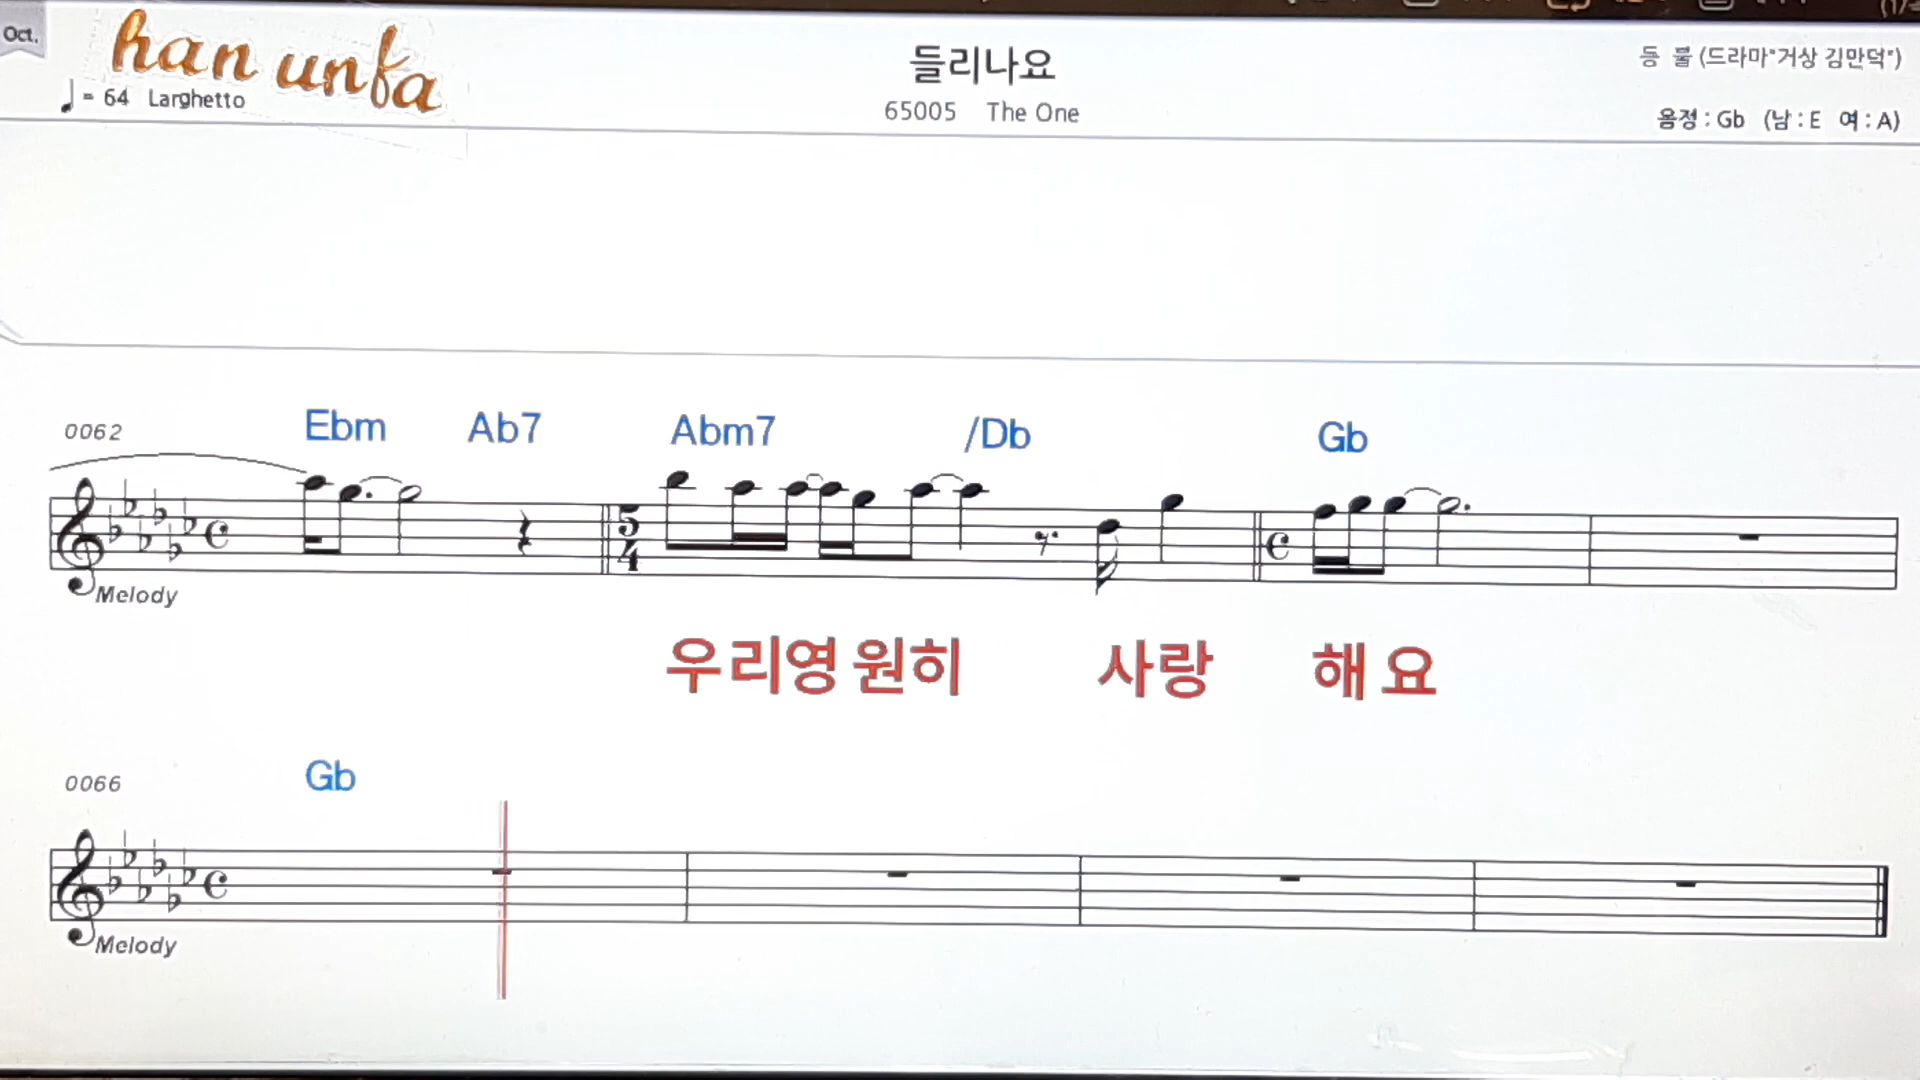 Oct.
han unfa
= 64 Larghetto
들리나요
65005 The One
등 불 (드라마"거상 김만덕")
음정 : Gb (남 : E 여 : A)
0062 Ebm Ab7 Abm7 /Db Gb
5
4
Melody
우리영원히 사랑 해요
0066 Gb
Melody